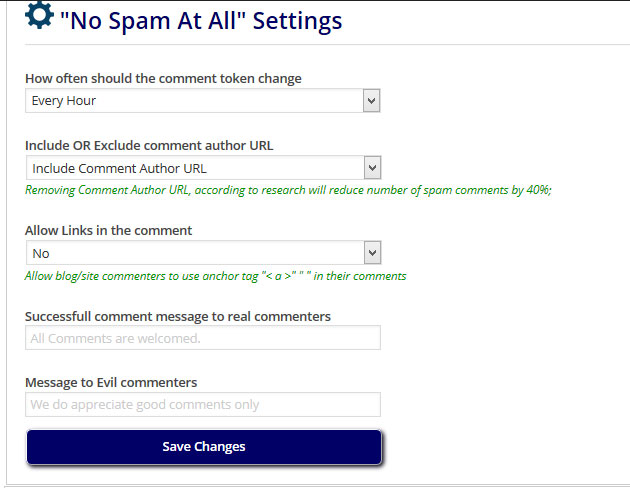 "No Spam At All" Settings
How often should the comment token change
Every Hour
Include OR Exclude comment author URL
Include Comment Author URL
Removing Comment Author URL, according to research will reduce number of spam comments by 40%;
Allow Links in the comment
No
Allow blog/site commenters to use anchor tag "< a >" " " in their comments
Successfull comment message to real commenters
All Comments are welcomed.
Message to Evil commenters
We do appreciate good comments only
Save Changes